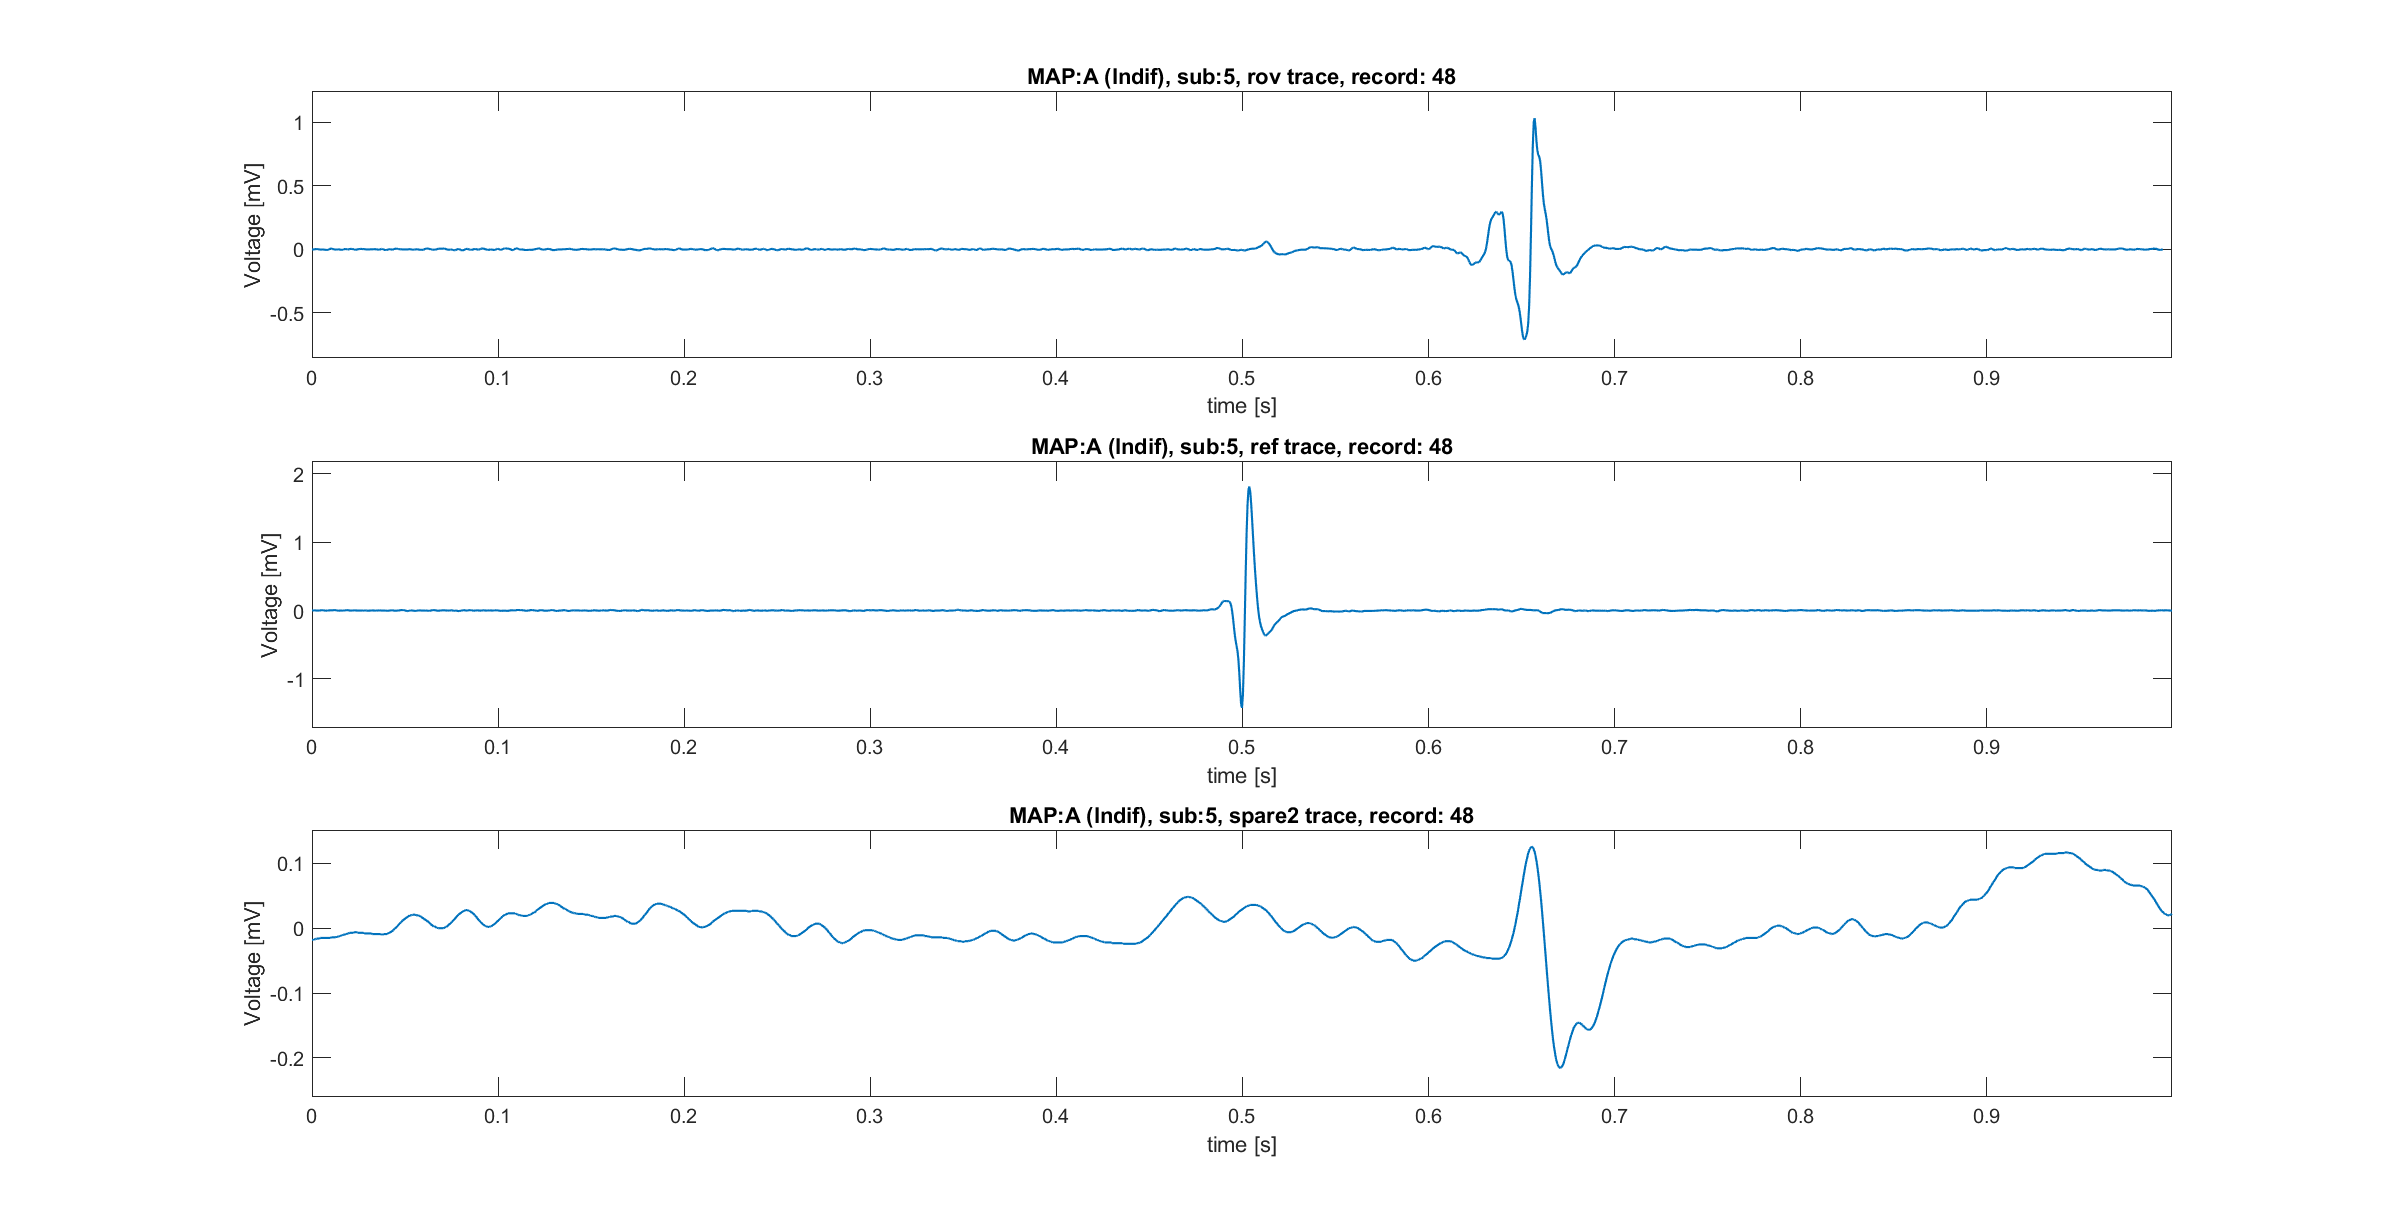 MAP:A (Indif), sub:5, rov trace, record: 48
Voltage [mV]
1
0.5
0
-0.5
0 0.1 0.2 0.3 0.4 0.5 0.6 0.7 0.8 0.9
time [s]
MAP:A (Indif), sub:5, ref trace, record: 48
Voltage [mV]
2
1
0
-1
0 0.1 0.2 0.3 0.4 0.5 0.6 0.7 0.8 0.9
time [s]
MAP:A (Indif), sub:5, spare2 trace, record: 48
Voltage [mV]
0.1
0
-0.1
-0.2
0 0.1 0.2 0.3 0.4 0.5 0.6 0.7 0.8 0.9
time [s]